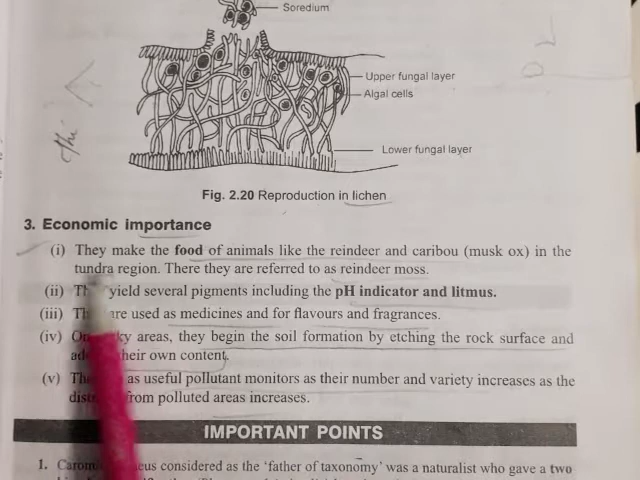 Soredium
Upper fungal layer
Algal cells
Lower fungal layer
Fig. 2.20 Reproduction in lichen
3. Economic importance
(i) They make the food of animals like the reindeer and caribou (musk ox) in the
tundra region. There they are referred to as reindeer moss.
(ii) yield several pigments including the pH indicator and litmus.
(iii) are used as medicines and for flavours and fragrances.
(iv) areas, they begin the soil formation by etching the rock surface and
their own content.
(v) as useful pollutant monitors as their number and variety increases as the
from polluted areas increases.
IMPORTANT POINTS
1. considered as the 'father of taxonomy' was a naturalist who gave a two